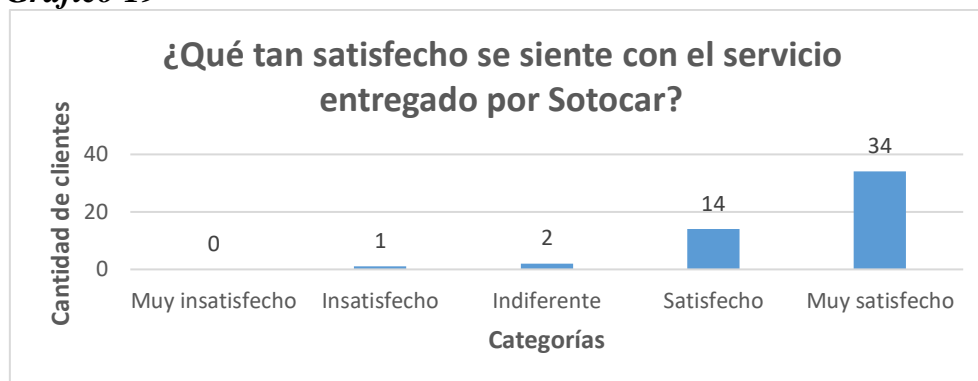 ¿Qué tan satisfecho se siente con el servicio
entregado por Sotocar?
Cantidad de clientes
40
20
0
0
1
2
14
34
Muy insatisfecho
Insatisfecho
Indiferente
Satisfecho
Muy satisfecho
Categorías